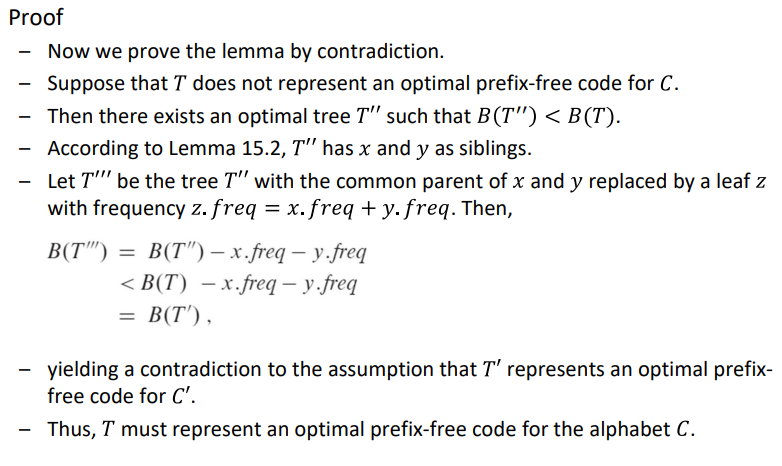 Proof
– Now we prove the lemma by contradiction.
– Suppose that T does not represent an optimal prefix-free code for C.
– Then there exists an optimal tree T′′ such that B(T′′) < B(T).
– According to Lemma 15.2, T′′ has x and y as siblings.
– Let T′′′ be the tree T′′ with the common parent of x and y replaced by a leaf z
with frequency z.freq = x.freq + y.freq. Then,
B(T′′′) = B(T′′) – x.freq – y.freq
< B(T) – x.freq – y.freq
= B(T′) ,
– yielding a contradiction to the assumption that T′ represents an optimal prefix-
free code for C′.
– Thus, T must represent an optimal prefix-free code for the alphabet C.